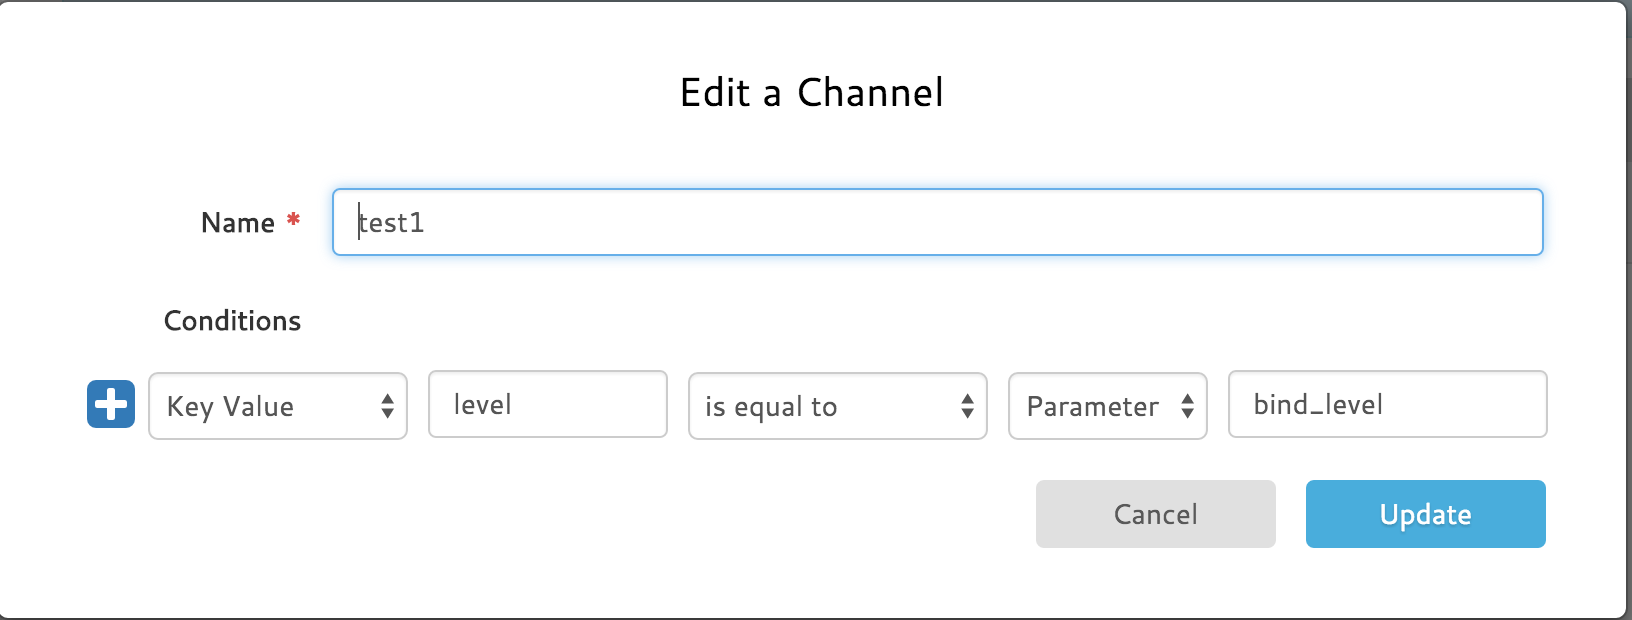 Edit a Channel
Name *
test1
Conditions
Key Value level is equal to Parameter bind_level
Cancel Update